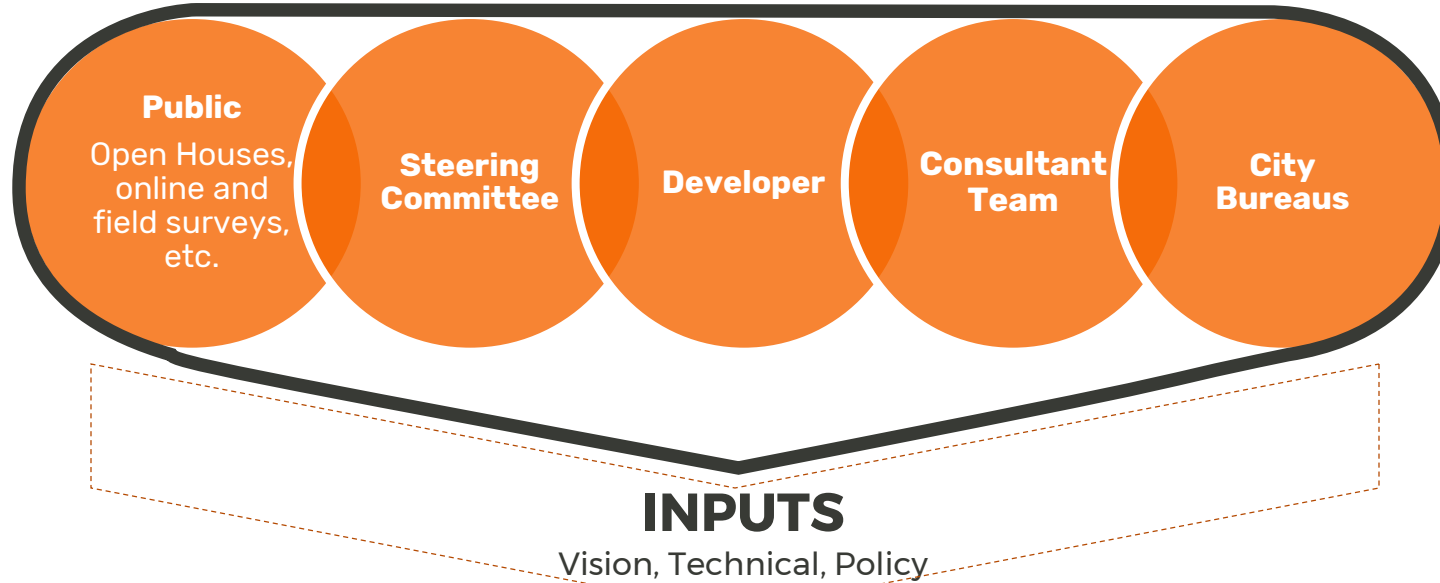 Public
Open Houses,
online and
field surveys,
etc.
Steering
Committee
Developer
Consultant
Team
City
Bureaus
INPUTS
Vision, Technical, Policy